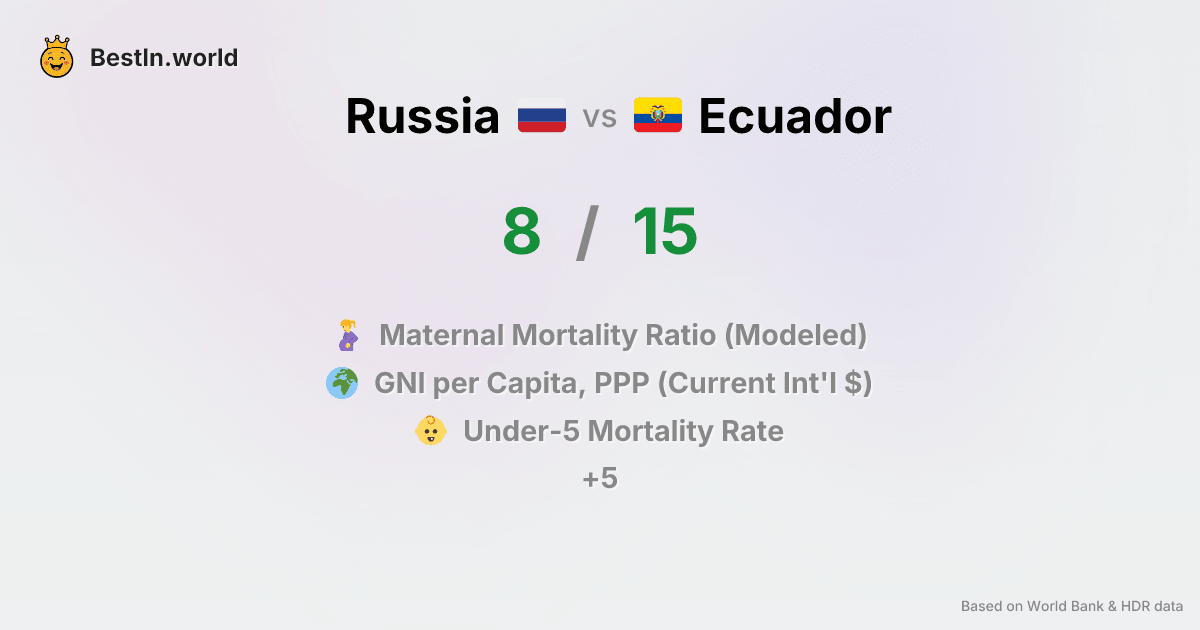 BestIn.world
Russia vs Ecuador
8 / 15
Maternal Mortality Ratio (Modeled)
GNI per Capita, PPP (Current Int'l $)
Under-5 Mortality Rate
+5
Based on World Bank & HDR data